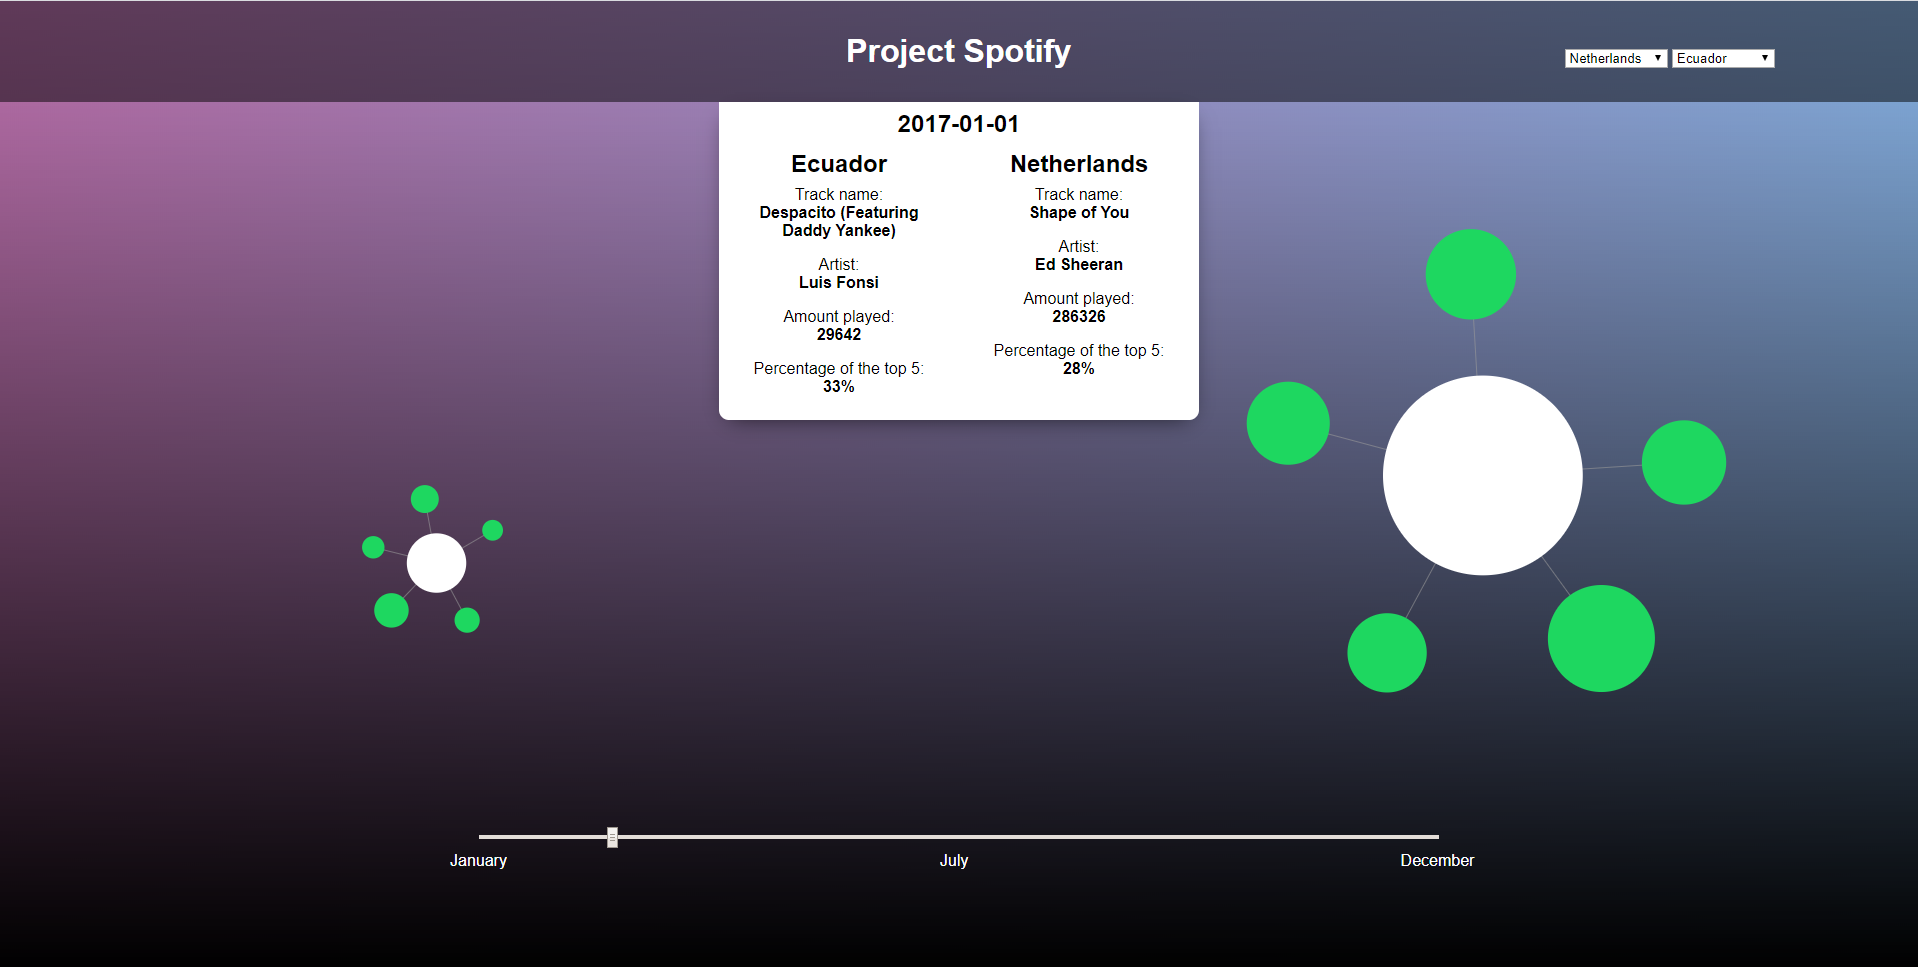 Project Spotify
Netherlands
Ecuador
2017-01-01
Ecuador
Track name:
Despacito (Featuring
Daddy Yankee)
Artist:
Luis Fonsi
Amount played:
29642
Percentage of the top 5:
33%
Netherlands
Track name:
Shape of You
Artist:
Ed Sheeran
Amount played:
286326
Percentage of the top 5:
28%
January
July
December